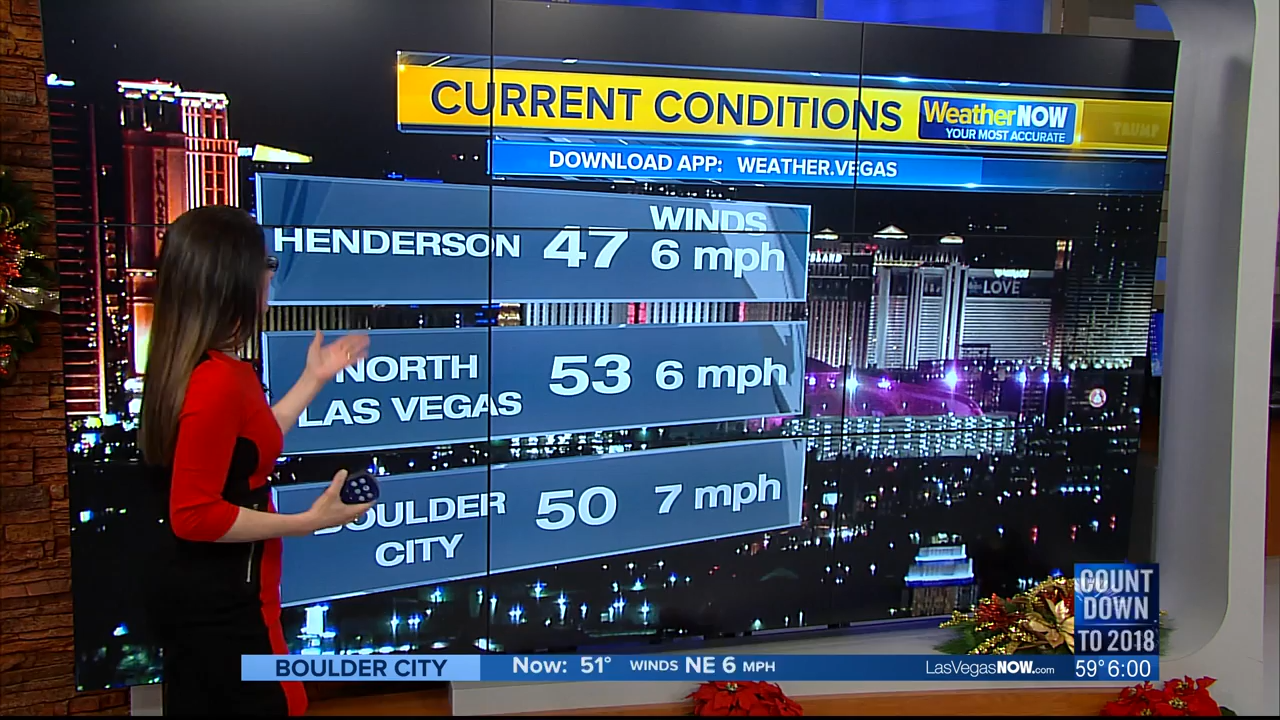 CURRENT CONDITIONS
WeatherNOW
YOUR MOST ACCURATE
TRUMP
DOWNLOAD APP: WEATHER.VEGAS
WINDS
HENDERSON 47 6 mph
NORTH
LAS VEGAS
53 6 mph
BOULDER
CITY
50 7 mph
LOVE
COUNT
DOWN
TO 2018
BOULDER CITY Now: 51° WINDS NE 6 MPH LasVegasNOW.com 59° 6:00